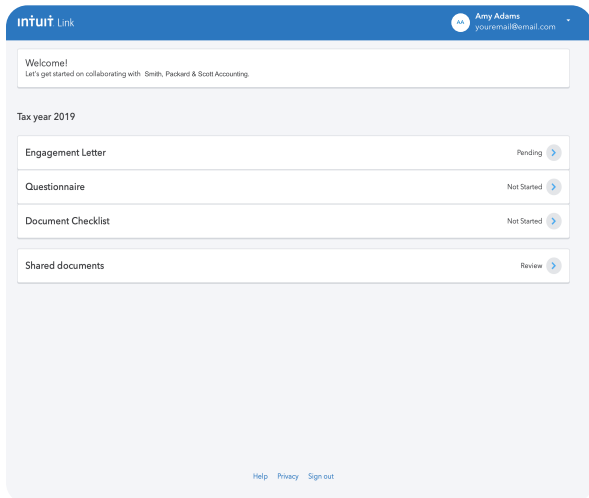 intuit Link
AA
Amy Adams
youremail@email.com
Welcome!
Let's get started on collaborating with Smith, Packard & Scott Accounting.
Tax year 2019
Engagement Letter
Pending
Questionnaire
Not Started
Document Checklist
Not Started
Shared documents
Review
Help Privacy Sign out